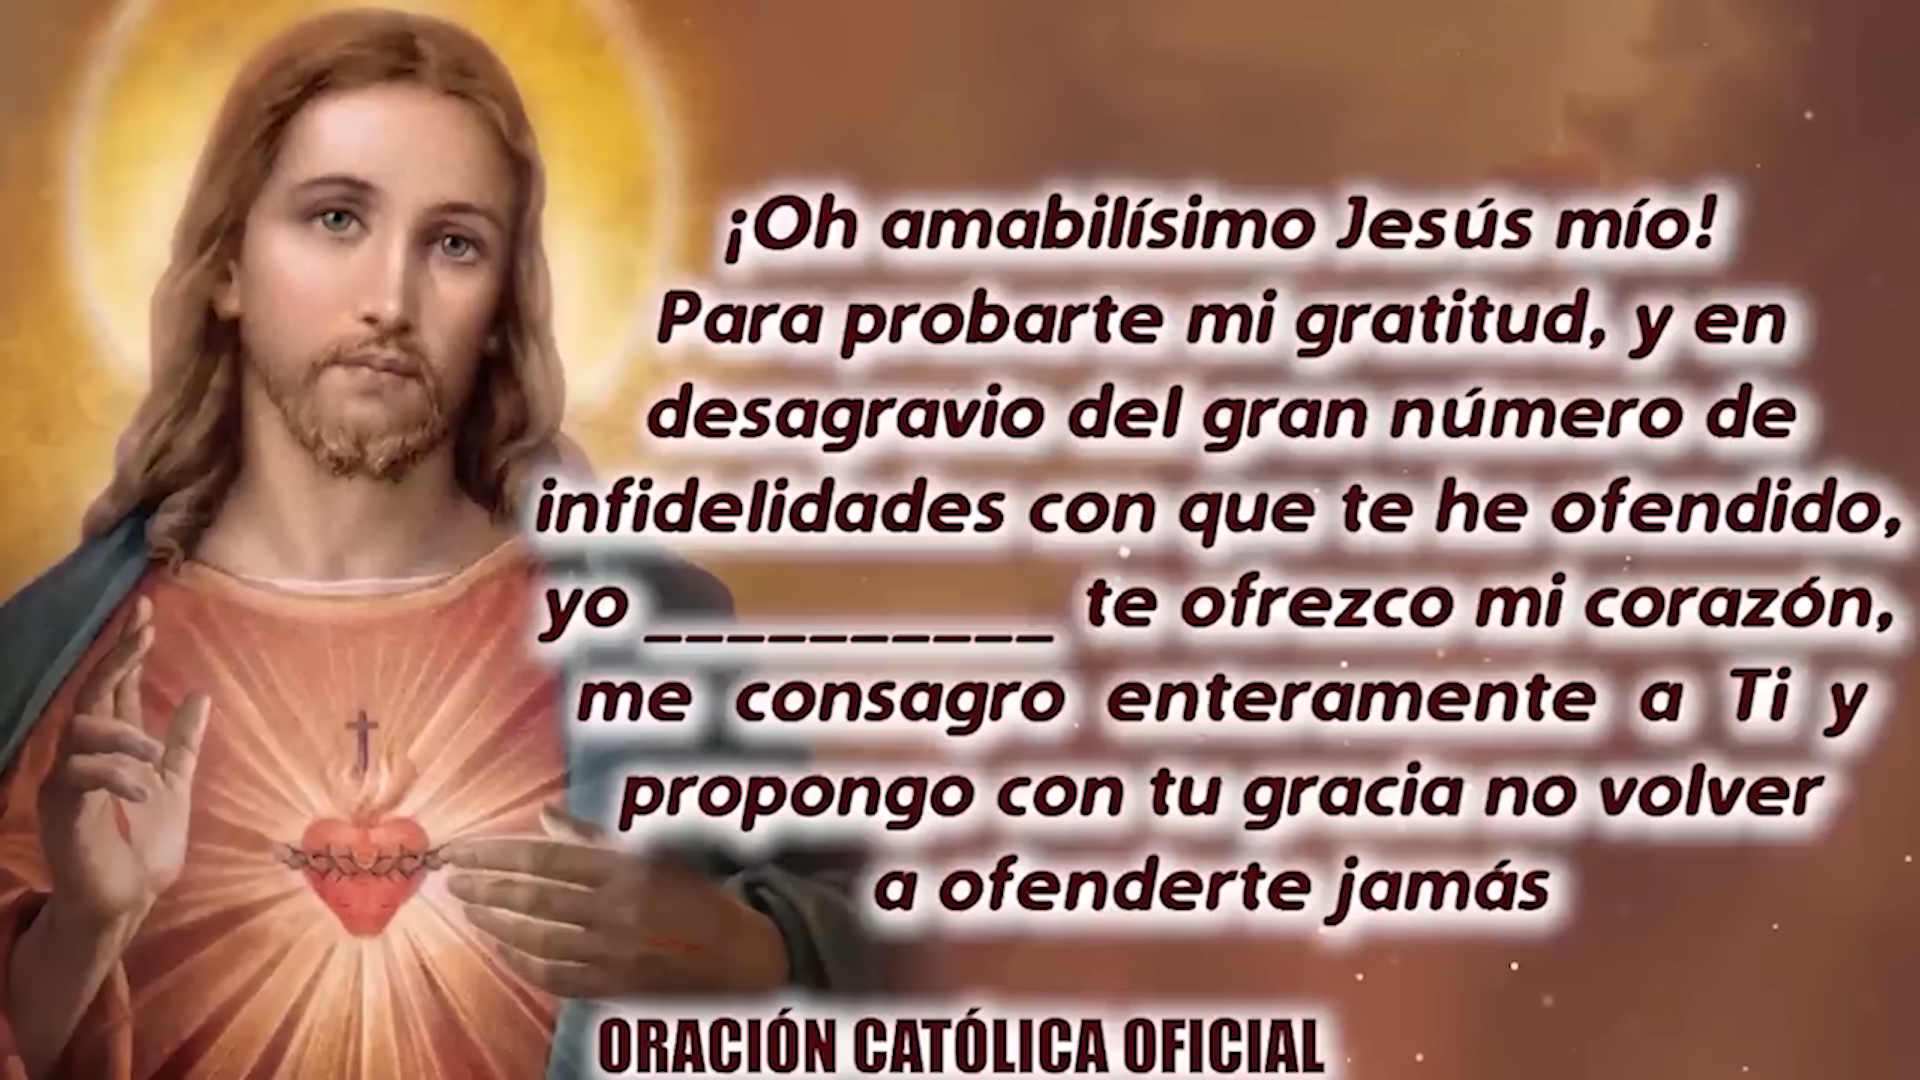 ¡Oh amabilísimo Jesús mío!
Para probarte mi gratitud, y en
desagravio del gran número de
infidelidades con que te he ofendido,
yo __________ te ofrezco mi corazón,
me consagro enteramente a Ti y
propongo con tu gracia no volver
a ofenderte jamás
ORACIÓN CATÓLICA OFICIAL